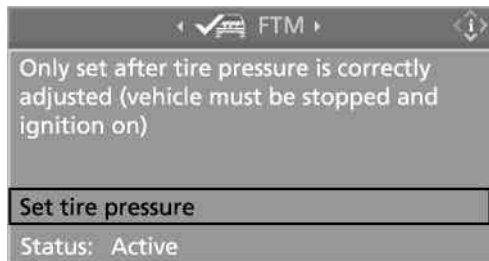 FTM
Only set after tire pressure is correctly
adjusted (vehicle must be stopped and
ignition on)
Set tire pressure
Status: Active